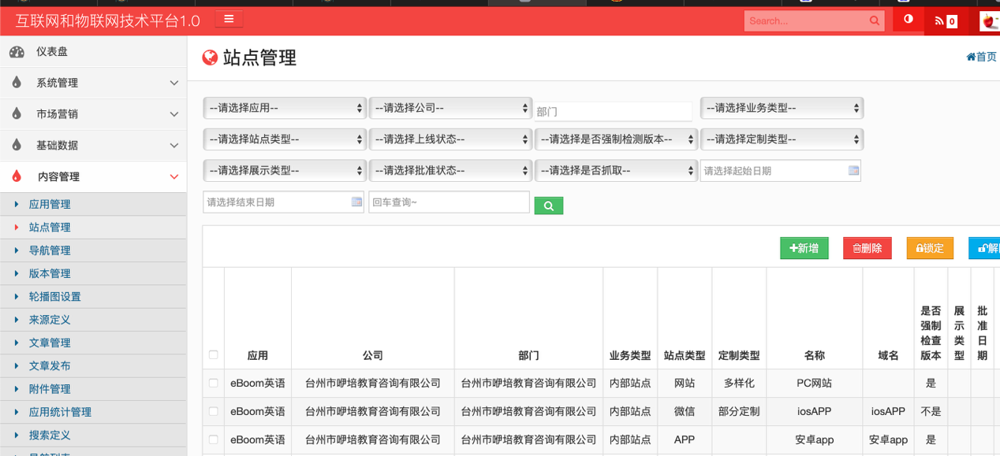 互联网和物联网技术平台1.0
Search...
0
仪表盘
系统管理
市场营销
基础数据
内容管理
应用管理
站点管理
导航管理
版本管理
轮播图设置
来源定义
文章管理
文章发布
附件管理
应用统计管理
搜索定义
站点管理
首页
--请选择应用-- --请选择公司-- 部门 --请选择业务类型--
--请选择站点类型-- --请选择上线状态-- --请选择是否强制检测版本-- --请选择定制类型--
--请选择展示类型-- --请选择批准状态-- --请选择是否抓取-- 请选择起始日期
请选择结束日期 回车查询~
新增 删除 锁定 解
应用 公司 部门 业务类型 站点类型 定制类型 名称 域名 是否强制检查版本 展示类型 批准日期
eBoom英语 台州市咿培教育咨询有限公司 台州市咿培教育咨询有限公司 内部站点 网站 多样化 PC网站 是
eBoom英语 台州市咿培教育咨询有限公司 台州市咿培教育咨询有限公司 内部站点 微信 部分定制 iosAPP iosAPP 不是
eBoom英语 台州市咿培教育咨询有限公司 台州市咿培教育咨询有限公司 内部站点 APP 安卓app 安卓app 是